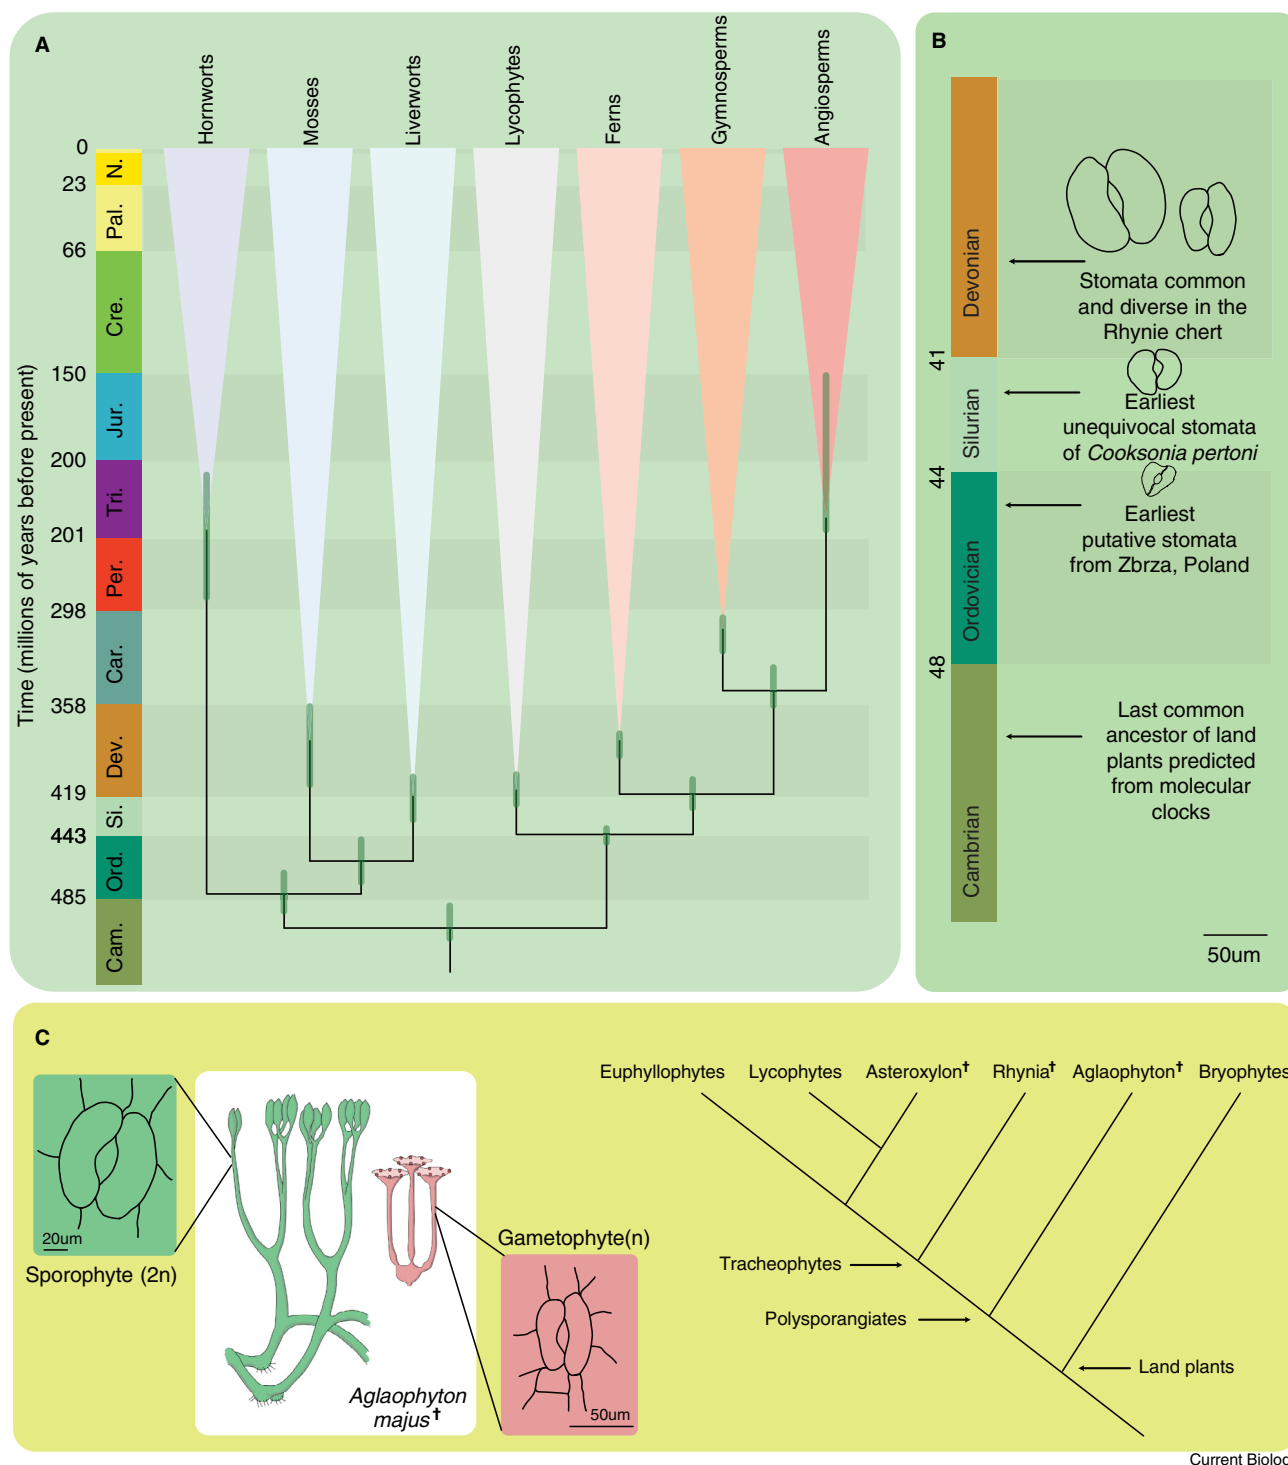 A
Hornworts
Mosses
Liverworts
Lycophytes
Ferns
Gymnosperms
Angiosperms
Time (millions of years before present)
0
23
66
150
200
201
298
358
419
443
485
N.
Pal.
Cre.
Jur.
Tri.
Per.
Car.
Dev.
Si.
Ord.
Cam.
B
Devonian
Silurian
Ordovician
Cambrian
41
44
48
Stomata common
and diverse in the
Rhynie chert
Earliest
unequivocal stomata
of Cooksonia pertoni
Earliest
putative stomata
from Zbrza, Poland
Last common
ancestor of land
plants predicted
from molecular
clocks
50um
C
20um
Sporophyte (2n)
Aglaophyton
majus†
Gametophyte(n)
50um
Euphyllophytes
Lycophytes
Asteroxylon†
Rhynia†
Aglaophyton†
Bryophytes
Tracheophytes
Polysporangiates
Land plants
Current Biolog